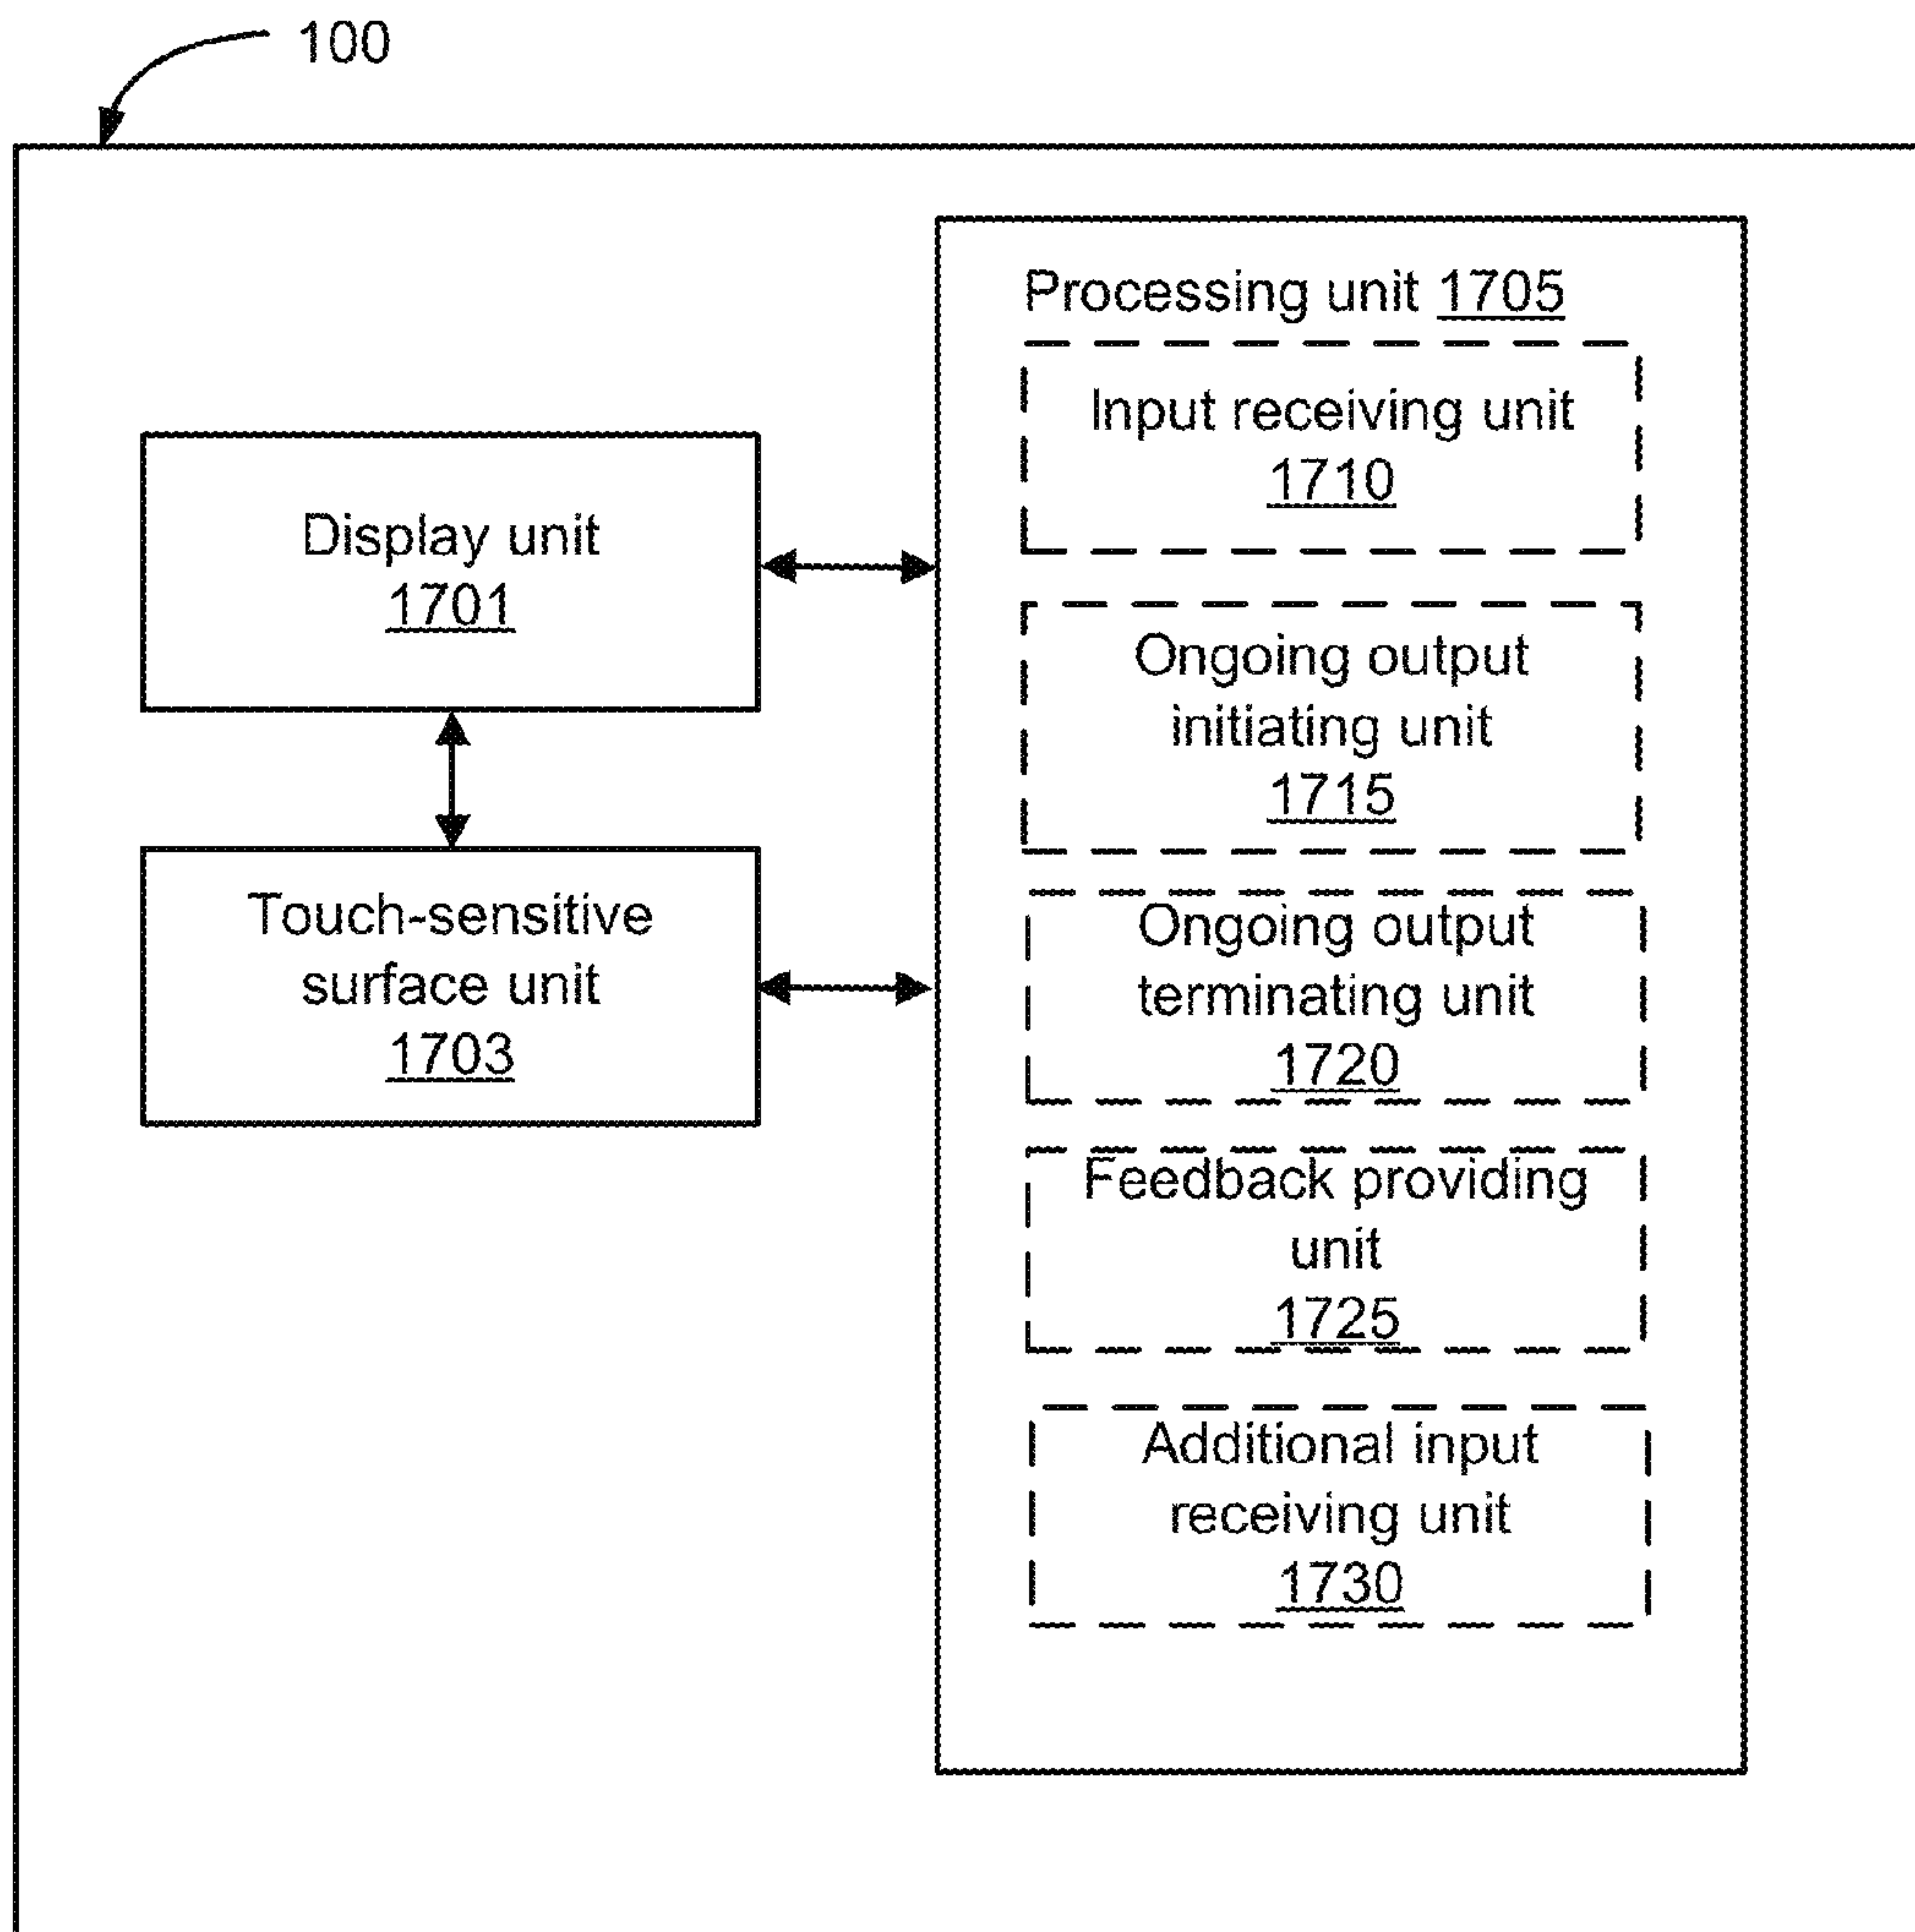 100
Processing unit 1705
Input receiving unit
1710
Display unit
1701
Ongoing output
initiating unit
1715
Touch-sensitive
surface unit
1703
Ongoing output
terminating unit
1720
Feedback providing
unit
1725
Additional input
receiving unit
1730